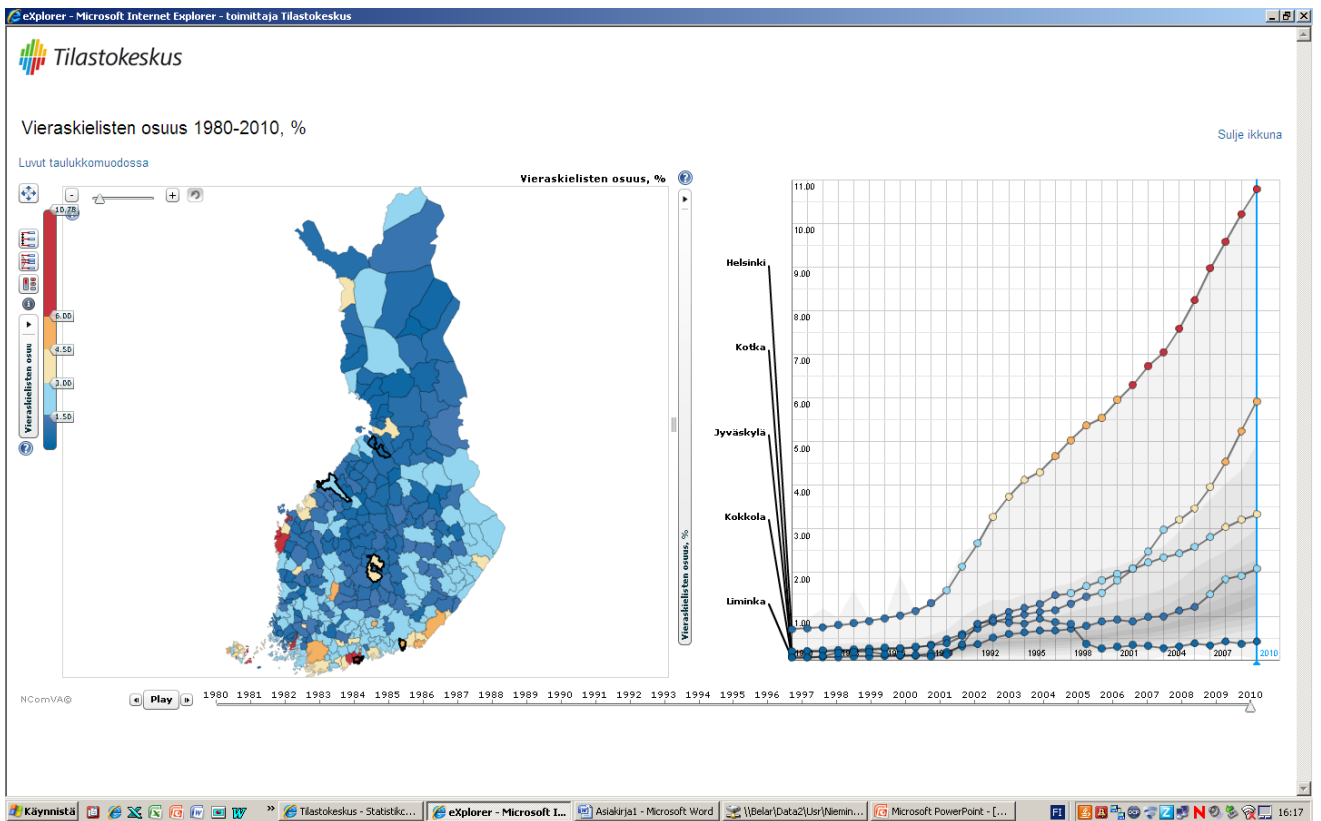 eXplorer - Microsoft Internet Explorer - toimittaja Tilastokeskus
Tilastokeskus
Vieraskielisten osuus 1980-2010, %
Sulje ikkuna
Luvut taulukkomuodossa
Vieraskielisten osuus, %
10.78
6.00
4.50
3.00
1.50
Vieraskielisten osuu
Vieraskielisten osuus, %
11.00
10.00
9.00
8.00
7.00
6.00
5.00
4.00
3.00
2.00
1.00
Helsinki
Kotka
Jyväskylä
Kokkola
Liminka
1992 1995 1998 2001 2004 2007 2010
NComVA©
Play
1980 1981 1982 1983 1984 1985 1986 1987 1988 1989 1990 1991 1992 1993 1994 1995 1996 1997 1998 1999 2000 2001 2002 2003 2004 2005 2006 2007 2008 2009 2010
Käynnistä
Tilastokeskus - Statistikc...
eXplorer - Microsoft I...
Asiakirja1 - Microsoft Word
\\Belar\Data2\Usr\Niemin...
Microsoft PowerPoint - [...
FI
16:17